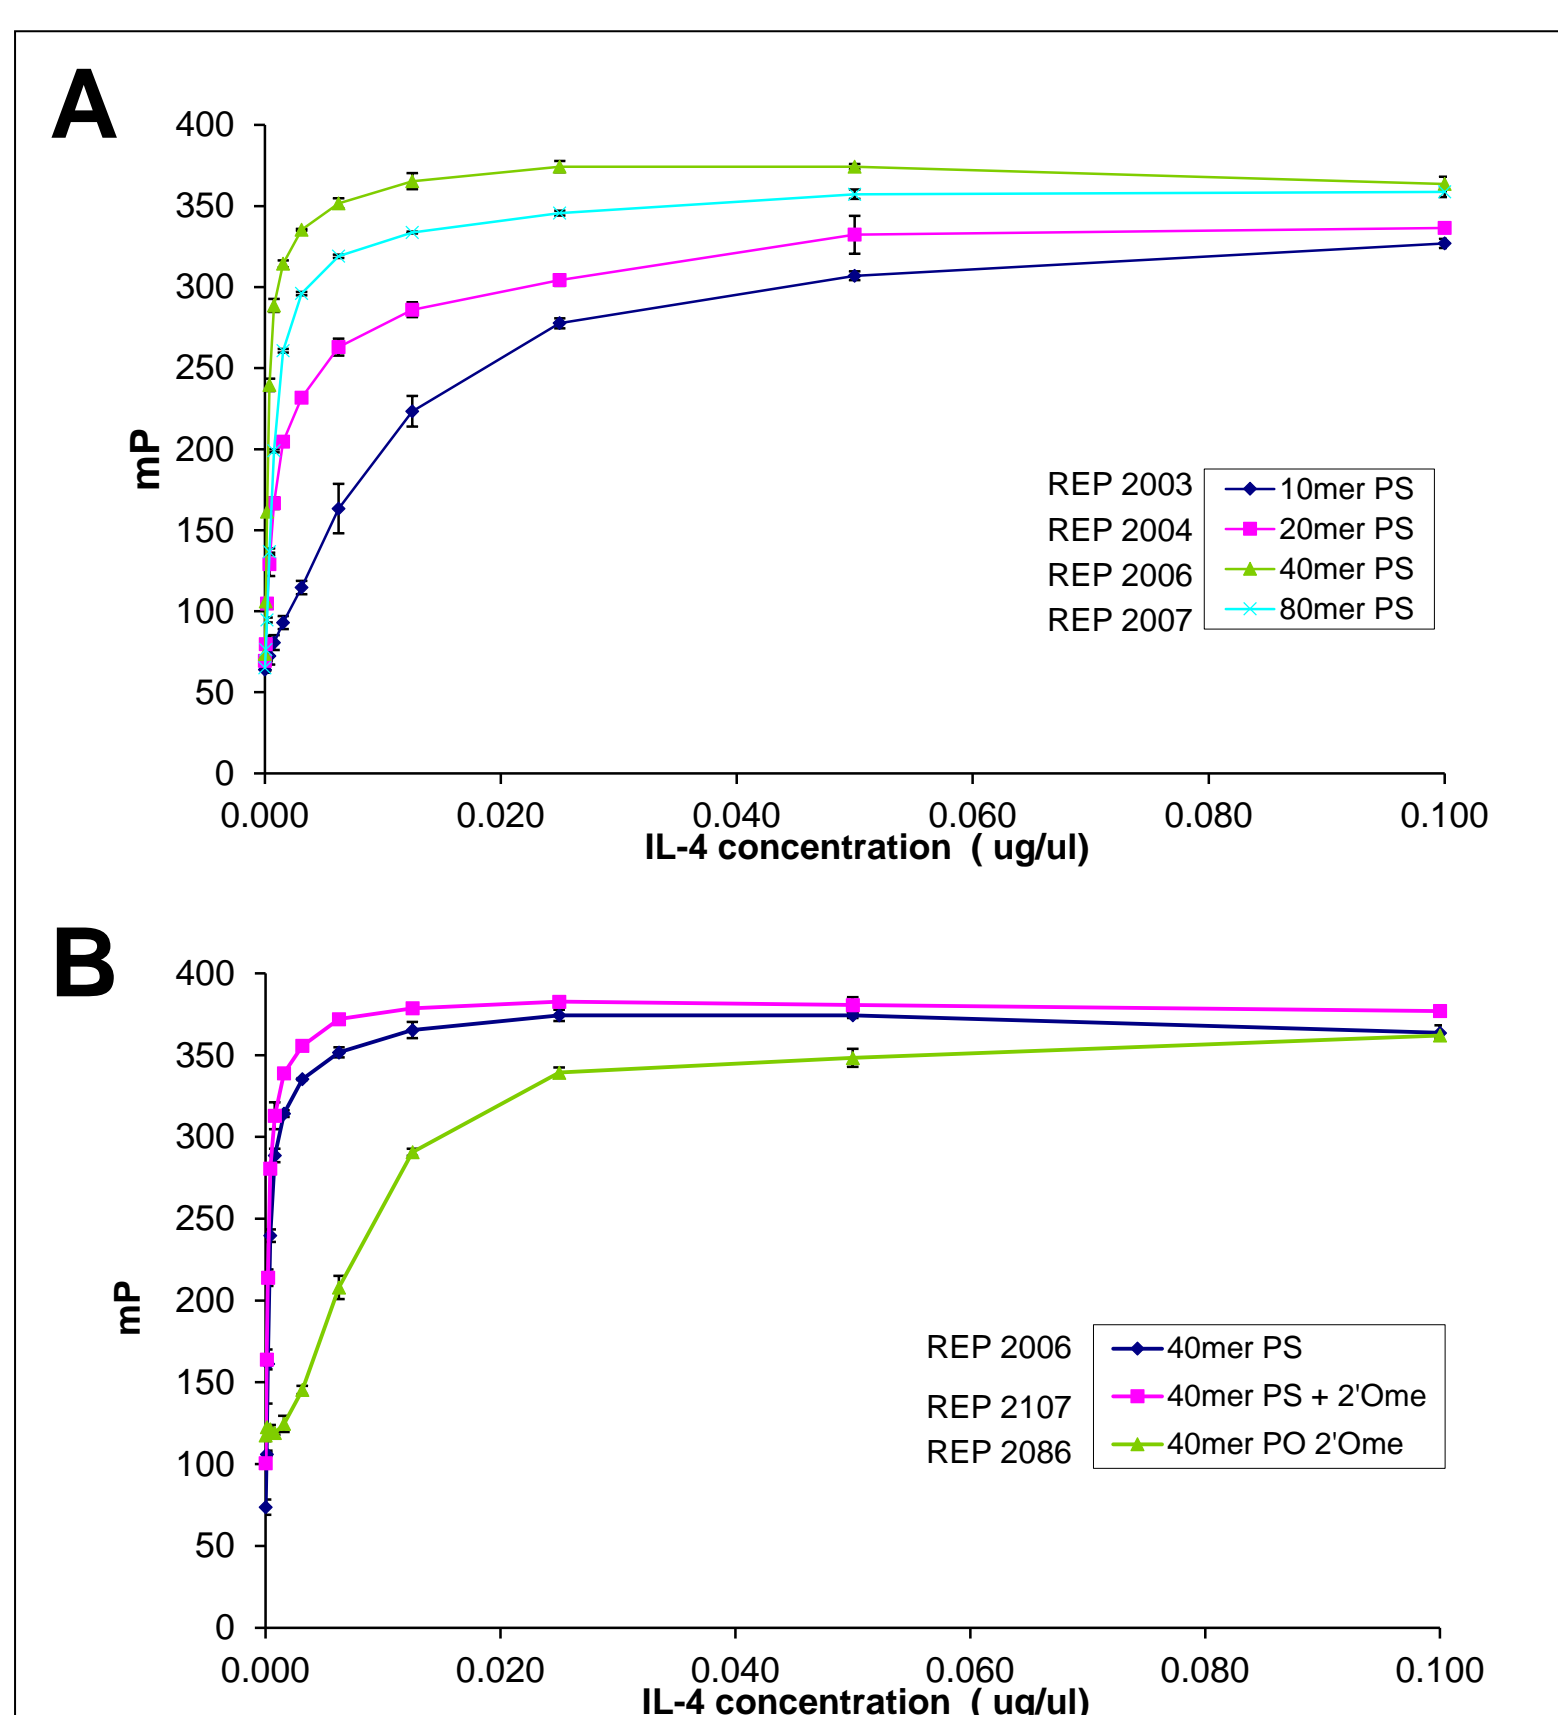 A
400
350
300
250
200
150
100
50
0
mP
REP 2003
REP 2004
REP 2006
REP 2007
10mer PS
20mer PS
40mer PS
80mer PS
0.000 0.020 0.040 0.060 0.080 0.100
IL-4 concentration ( ug/ul)
B
400
350
300
250
200
150
100
50
0
mP
REP 2006
REP 2107
REP 2086
40mer PS
40mer PS + 2'Ome
40mer PO 2'Ome
0.000 0.020 0.040 0.060 0.080 0.100
IL-4 concentration ( ug/ul)